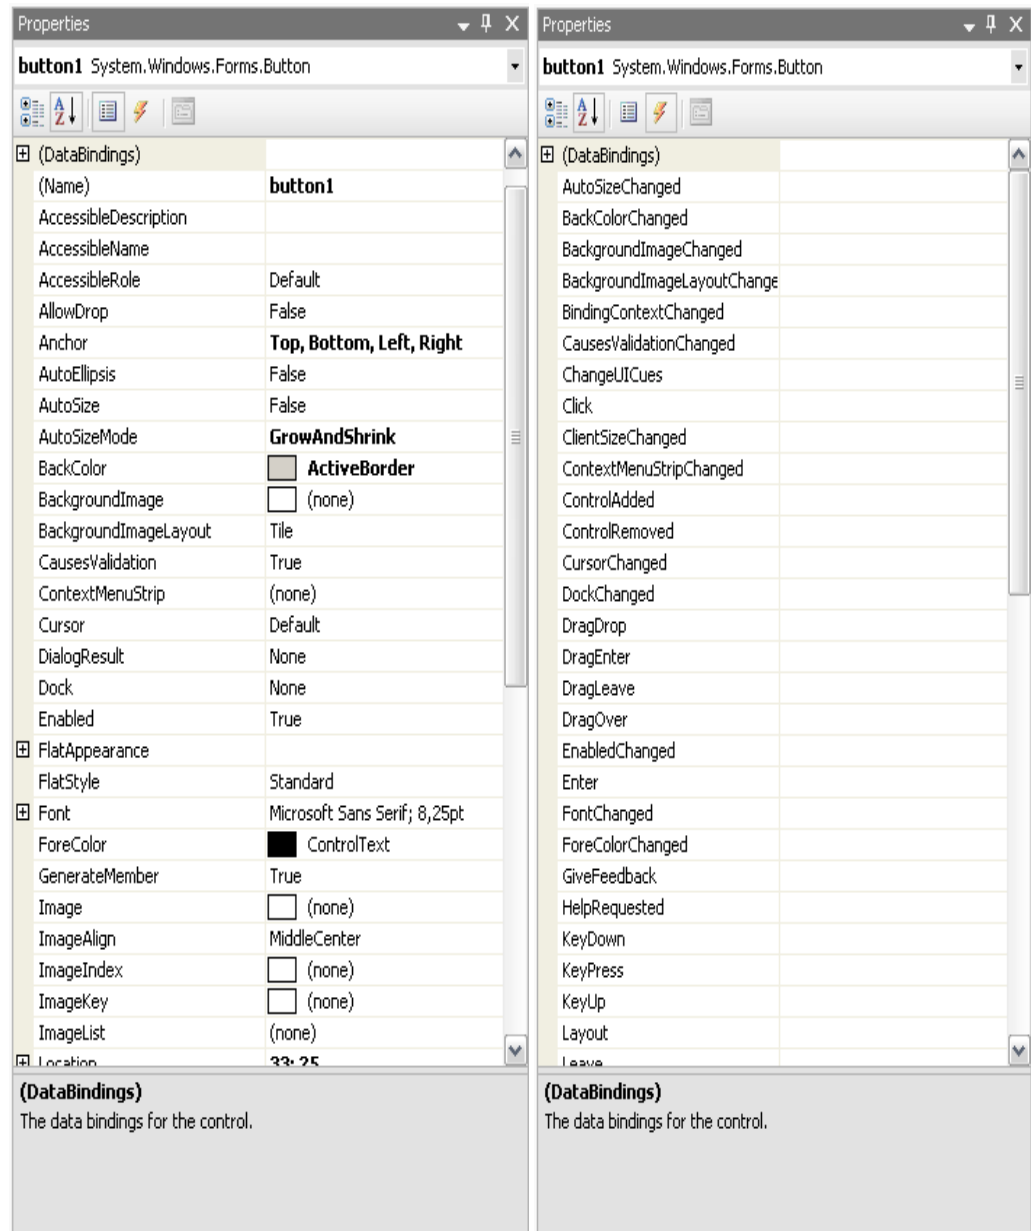 Properties
button1 System.Windows.Forms.Button
(DataBindings)
(Name) button1
AccessibleDescription
AccessibleName
AccessibleRole Default
AllowDrop False
Anchor Top, Bottom, Left, Right
AutoEllipsis False
AutoSize False
AutoSizeMode GrowAndShrink
BackColor ActiveBorder
BackgroundImage (none)
BackgroundImageLayout Tile
CausesValidation True
ContextMenuStrip (none)
Cursor Default
DialogResult None
Dock None
Enabled True
FlatAppearance
FlatStyle Standard
Font Microsoft Sans Serif; 8,25pt
ForeColor ControlText
GenerateMember True
Image (none)
ImageAlign MiddleCenter
ImageIndex (none)
ImageKey (none)
ImageList (none)
Location 33; 25
(DataBindings)
The data bindings for the control.
Properties
button1 System.Windows.Forms.Button
(DataBindings)
AutoSizeChanged
BackColorChanged
BackgroundImageChanged
BackgroundImageLayoutChange
BindingContextChanged
CausesValidationChanged
ChangeUICues
Click
ClientSizeChanged
ContextMenuStripChanged
ControlAdded
ControlRemoved
CursorChanged
DockChanged
DragDrop
DragEnter
DragLeave
DragOver
EnabledChanged
Enter
FontChanged
ForeColorChanged
GiveFeedback
HelpRequested
KeyDown
KeyPress
KeyUp
Layout
Leave
(DataBindings)
The data bindings for the control.